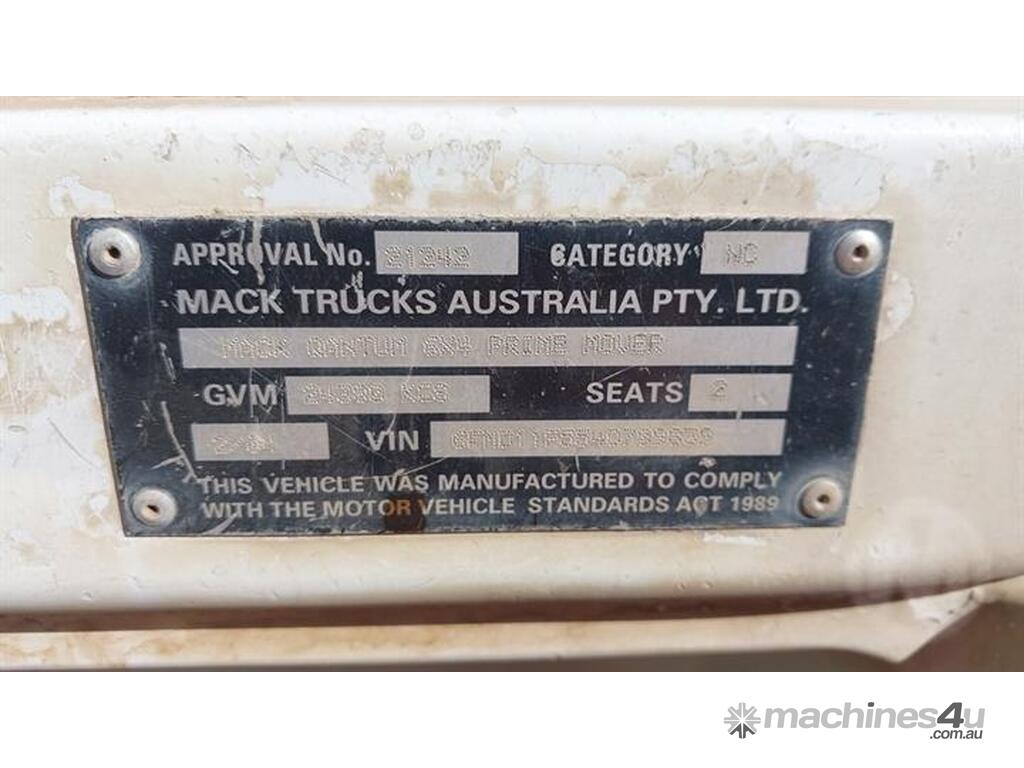 APPROVAL No. 21242 CATEGORY NC
MACK TRUCKS AUSTRALIA PTY. LTD.
MACK QANTUM 6X4 PRIME MOVER
GVM KGS SEATS 2
VIN
THIS VEHICLE WAS MANUFACTURED TO COMPLY
WITH THE MOTOR VEHICLE STANDARDS ACT 1989
machines4u
.com.au